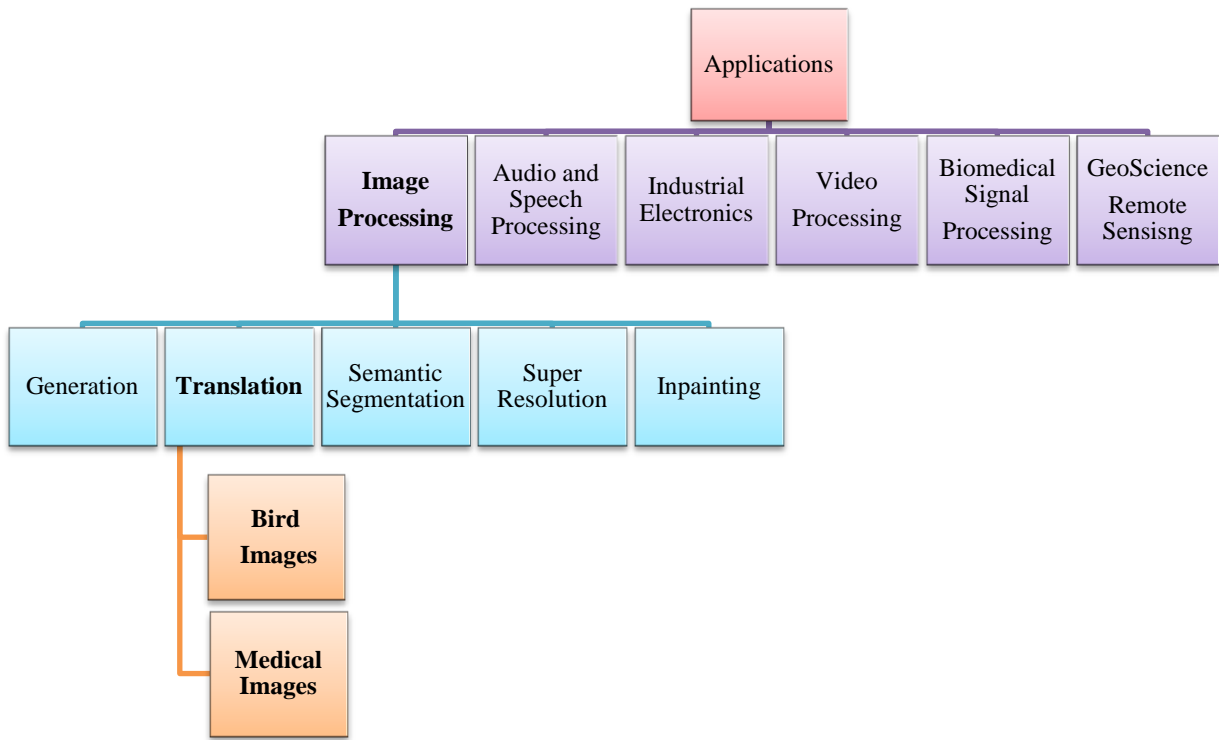 Applications
Image
Processing
Audio and
Speech
Processing
Industrial
Electronics
Video
Processing
Biomedical
Signal
Processing
GeoScience
Remote
Sensisng
Generation
Translation
Semantic
Segmentation
Super
Resolution
Inpainting
Bird
Images
Medical
Images